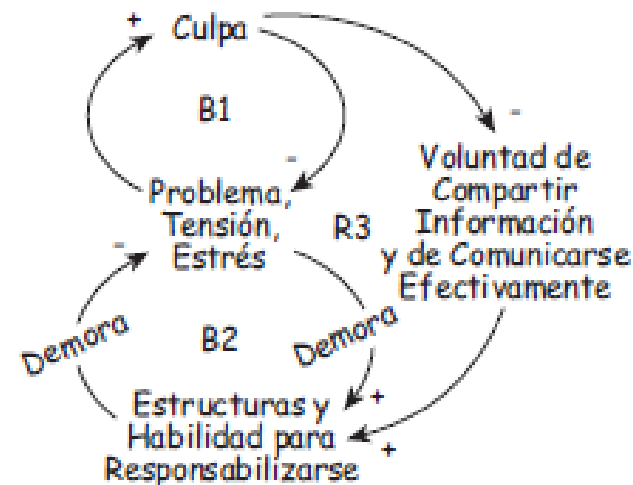 +
Culpa
B1
-
-
Problema,
Tensión,
Estrés
R3
Voluntad de
Compartir
Información
y de Comunicarse
Efectivamente
-
Demora
B2
Demora
+
Estructuras y
Habilidad para
Responsabilizarse
+